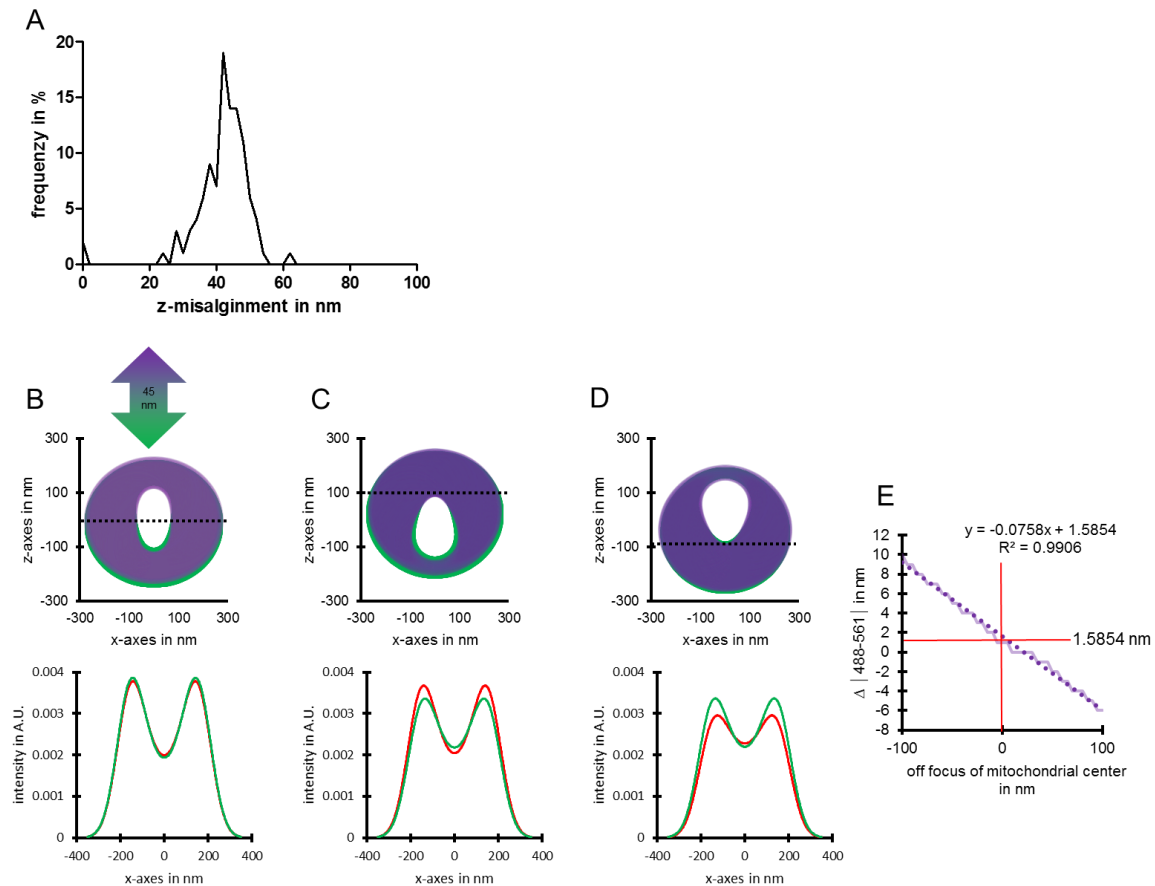 A
20
15
10
5
0
frequenzy in %
0 20 40 60 80 100
z-misalginment in nm
45
nm
B
300
100
-100
-300
z-axes in nm
-300 -100 100 300
x-axes in nm
C
300
100
-100
-300
z-axes in nm
-300 -100 100 300
x-axes in nm
D
300
100
-100
-300
z-axes in nm
-300 -100 100 300
x-axes in nm
0.004
0.003
0.002
0.001
0
intensity in A.U.
-400 -200 0 200 400
x-axes in nm
0.004
0.003
0.002
0.001
0
intensity in A.U.
-400 -200 0 200 400
x-axes in nm
0.004
0.003
0.002
0.001
0
intensity in A.U.
-400 -200 0 200 400
x-axes in nm
E
y = -0.0758x + 1.5854
R² = 0.9906
12
10
8
6
4
2
0
-2
-4
-6
-8
Δ |488-561| in nm
1.5854 nm
-100 0 100
off focus of mitochondrial center
in nm